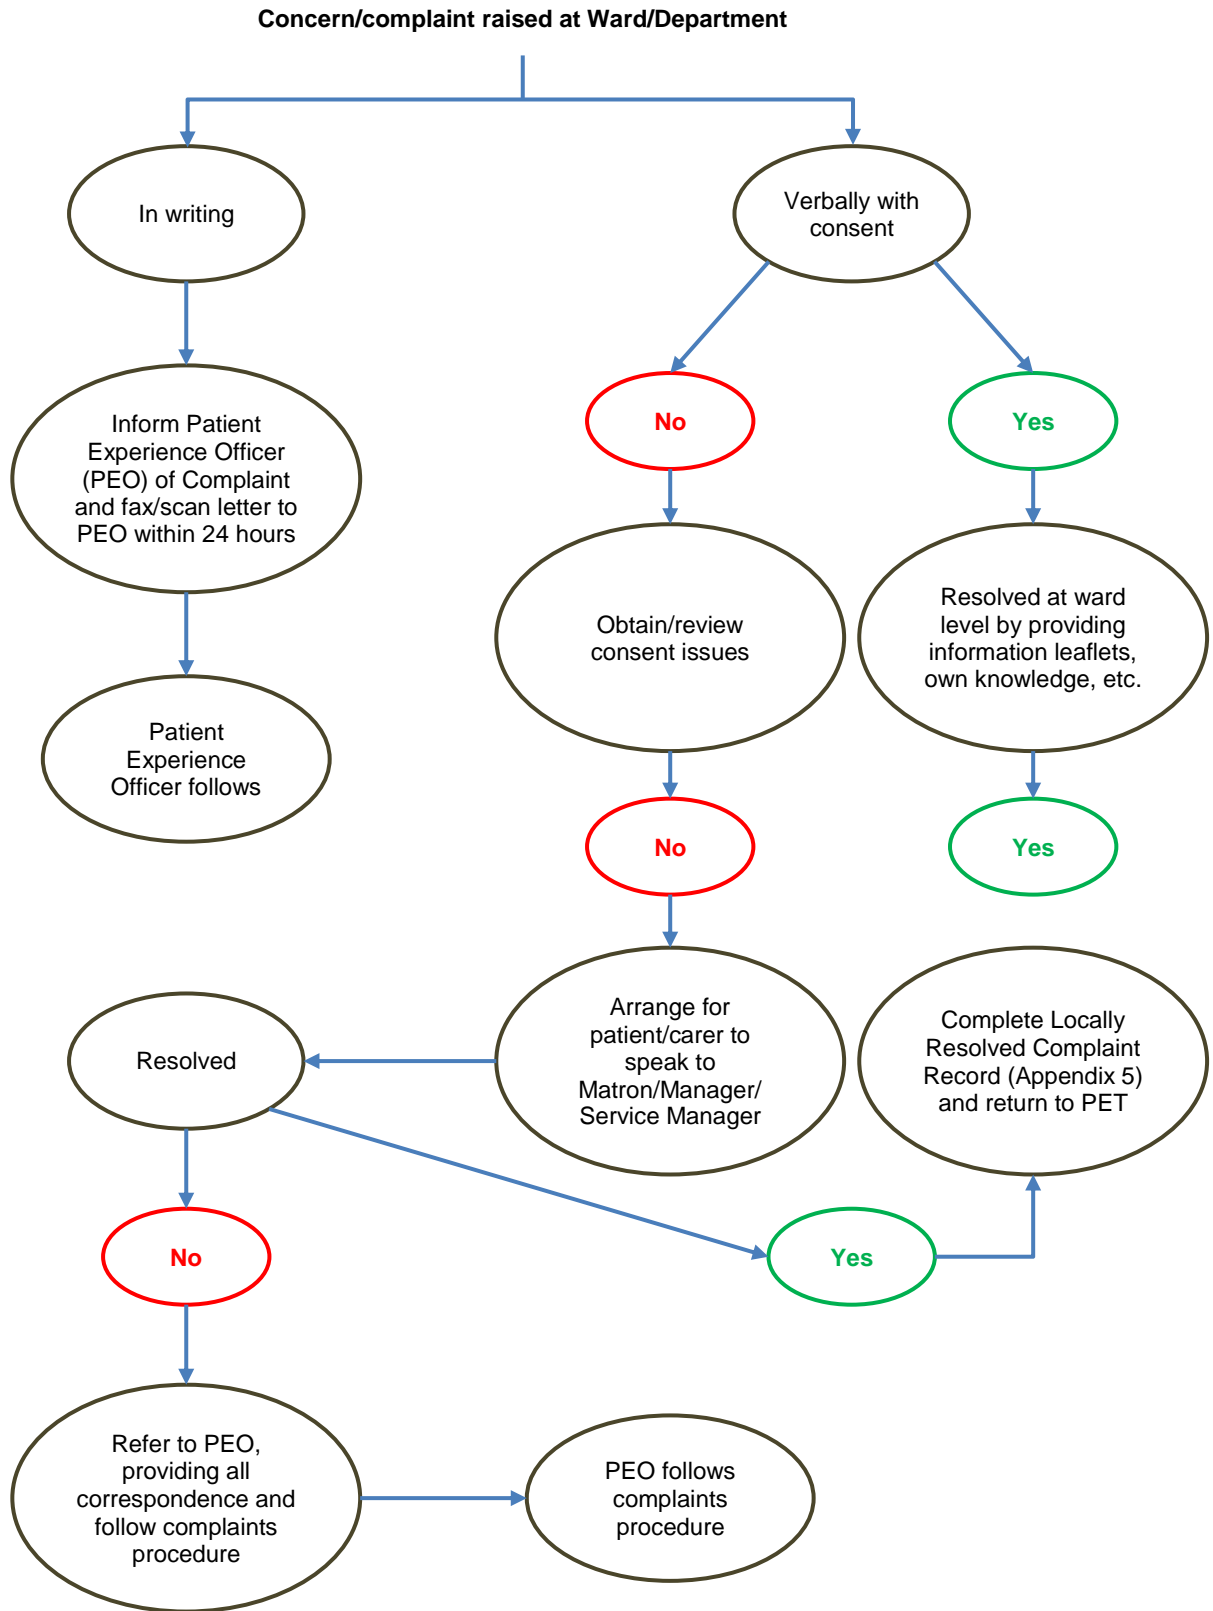 Concern/complaint raised at Ward/Department
In writing
Verbally with
consent
Inform Patient
Experience Officer
(PEO) of Complaint
and fax/scan letter to
PEO within 24 hours
No
Yes
Obtain/review
consent issues
Resolved at ward
level by providing
information leaflets,
own knowledge, etc.
Patient
Experience
Officer follows
No
Yes
Resolved
Arrange for
patient/carer to
speak to
Matron/Manager/
Service Manager
Complete Locally
Resolved Complaint
Record (Appendix 5)
and return to PET
No
Yes
Refer to PEO,
providing all
correspondence and
follow complaints
procedure
PEO follows
complaints
procedure